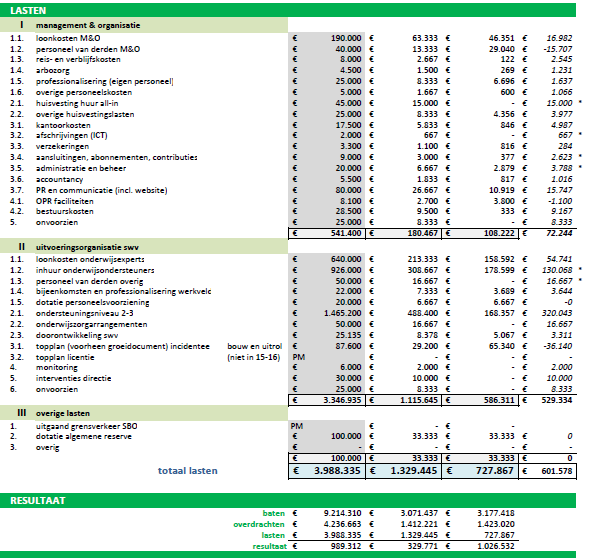 LASTEN
I management & organisatie
1.1. loonkosten M&O € 190.000 € 63.333 € 46.351 € 16.982
1.2. personeel van derden M&O € 40.000 € 13.333 € 29.040 € -15.707
1.3. reis- en verblijfskosten € 8.000 € 2.667 € 122 € 2.545
1.4. arbozorg € 4.500 € 1.500 € 269 € 1.231
1.5. professionalisering (eigen personeel) € 25.000 € 8.333 € 6.696 € 1.637
1.6. overige personeelskosten € 5.000 € 1.667 € 600 € 1.066
2.1. huisvesting huur all-in € 45.000 € 15.000 € - € 15.000 *
2.2. overige huisvestingslasten € 25.000 € 8.333 € 4.356 € 3.977
3.1. kantoorkosten € 17.500 € 5.833 € 846 € 4.987
3.2. afschrijvingen (ICT) € 2.000 € 667 € - € 667 *
3.3. verzekeringen € 3.300 € 1.100 € 816 € 284
3.4. aansluitingen, abonnementen, contributies € 9.000 € 3.000 € 377 € 2.623 *
3.5. administratie en beheer € 20.000 € 6.667 € 2.879 € 3.788 *
3.6. accountancy € 5.500 € 1.833 € 817 € 1.016
3.7. PR en communicatie (incl. website) € 80.000 € 26.667 € 10.919 € 15.747
4.1. OPR faciliteiten € 8.100 € 2.700 € 3.800 € -1.100
4.2. bestuurskosten € 28.500 € 9.500 € 333 € 9.167
5. onvoorzien € 25.000 € 8.333 € - € 8.333
€ 541.400 € 180.467 € 108.222 € 72.244
II uitvoeringsorganisatie swv
1.1. loonkosten onderwijsexperts € 640.000 € 213.333 € 158.592 € 54.741
1.2. inhuur onderwijsondersteuners € 926.000 € 308.667 € 178.599 € 130.068 *
1.3. personeel van derden overig € 50.000 € 16.667 € - € 16.667 *
1.4. bijeenkomsten en professionalisering werkveld € 22.000 € 7.333 € 3.689 € 3.644
1.5. dotatie personeelsvoorziening € 20.000 € 6.667 € 6.667 € -0
2.1. ondersteuningsniveau 2-3 € 1.465.200 € 488.400 € 168.357 € 320.043
2.2. onderwijszorgarrangementen € 50.000 € 16.667 € - € 16.667
2.3. doorontwikkeling swv € 25.135 € 8.378 € 5.067 € 3.311
3.1. topplan (voorheen groeidocument) incidentee bouw en uitrol € 87.600 € 29.200 € 65.340 € -36.140
3.2. topplan licentie (niet in 15-16) PM € - € - € -
4. monitoring € 6.000 € 2.000 € - € 2.000
5. interventies directie € 30.000 € 10.000 € - € 10.000
6. onvoorzien € 25.000 € 8.333 € - € 8.333
€ 3.346.935 € 1.115.645 € 586.311 € 529.334
III overige lasten
1. uitgaand grensverkeer SBO PM € - € -
2. dotatie algemene reserve € 100.000 € 33.333 € 33.333 € 0
3. overig € - € - € - € -
€ 100.000 € 33.333 € 33.333 € 0
totaal lasten € 3.988.335 € 1.329.445 € 727.867 € 601.578
RESULTAAT
baten € 9.214.310 € 3.071.437 € 3.177.418
overdrachten € 4.236.663 € 1.412.221 € 1.423.020
lasten € 3.988.335 € 1.329.445 € 727.867
resultaat € 989.312 € 329.771 € 1.026.532